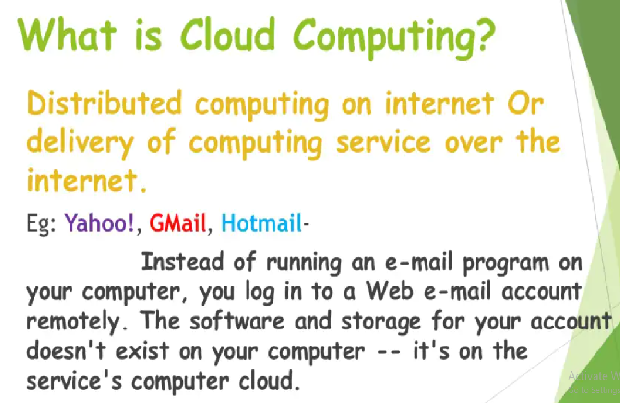 What is Cloud Computing?
Distributed computing on internet Or
delivery of computing service over the
internet.
Eg: Yahoo!, GMail, Hotmail-
Instead of running an e-mail program on
your computer, you log in to a Web e-mail account
remotely. The software and storage for your account
doesn't exist on your computer -- it's on the
service's computer cloud.
Activate